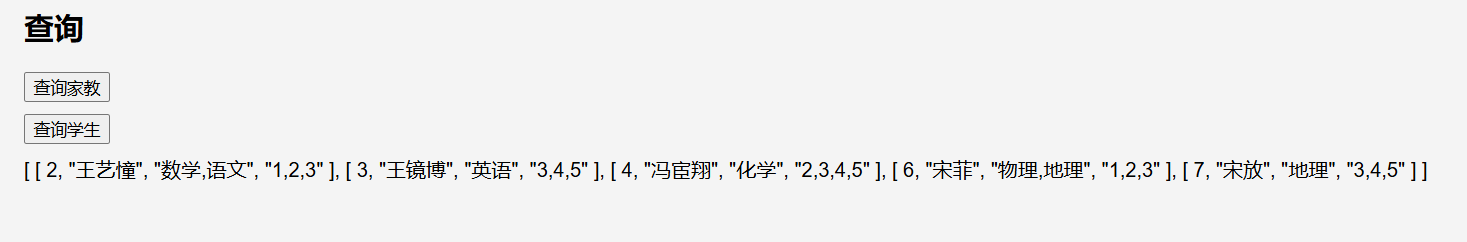 查询
查询家教
查询学生
[ [ 2, "王艺憧", "数学,语文", "1,2,3" ], [ 3, "王镜博", "英语", "3,4,5" ], [ 4, "冯宦翔", "化学", "2,3,4,5" ], [ 6, "宋菲", "物理,地理", "1,2,3" ], [ 7, "宋放", "地理", "3,4,5" ] ]